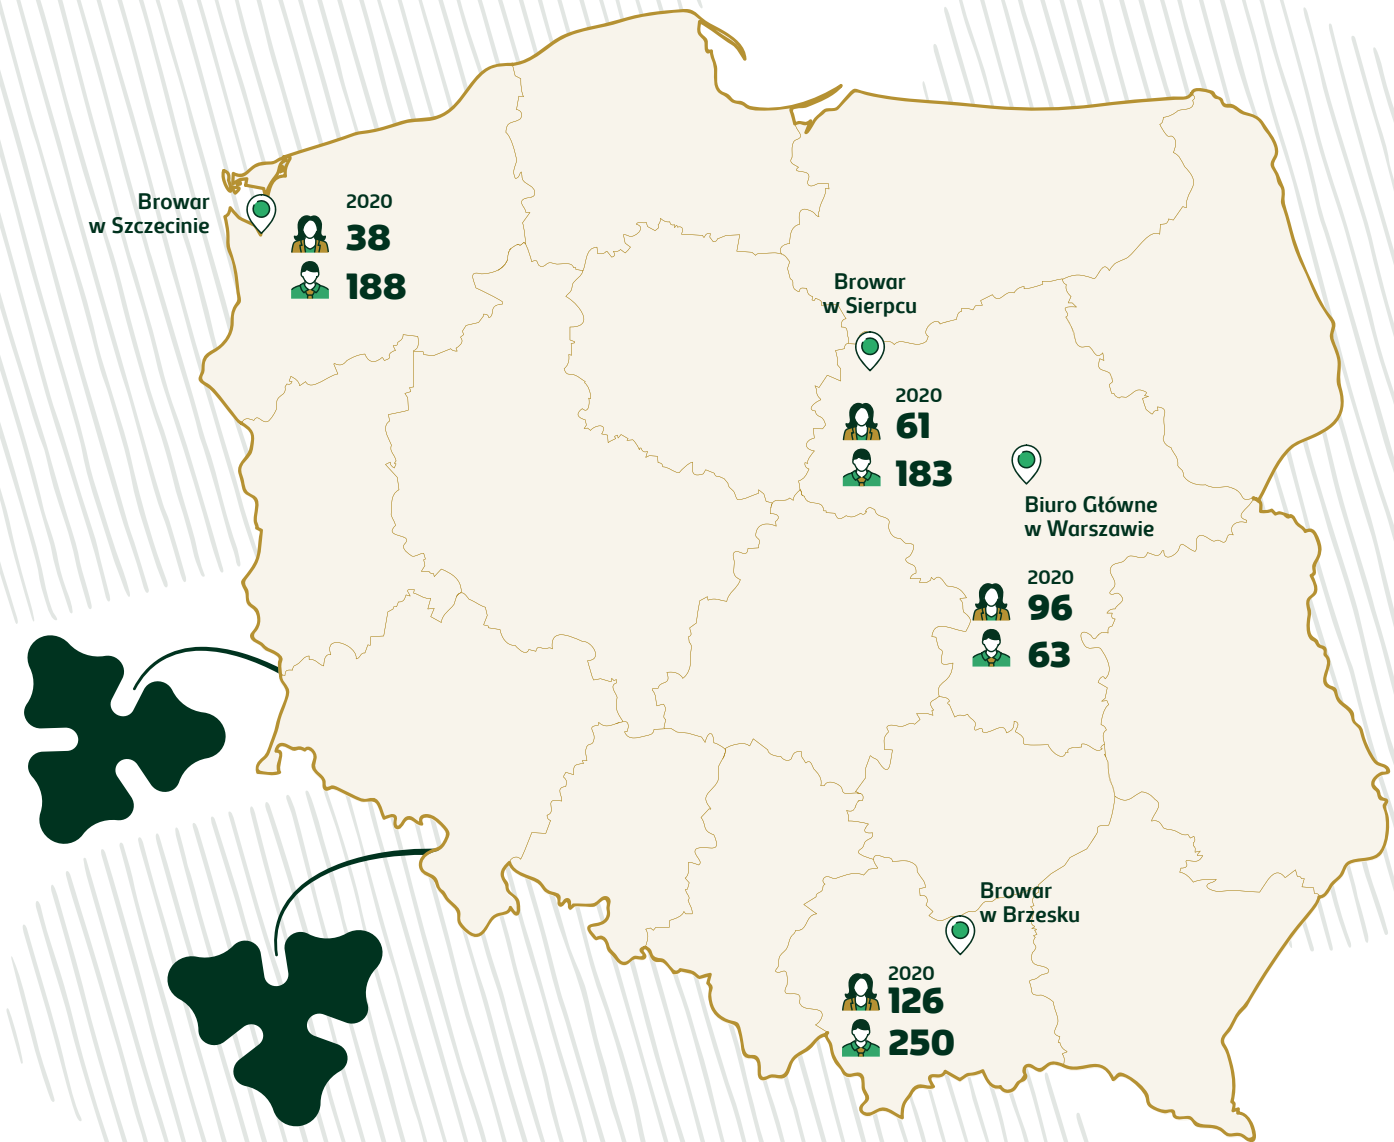 Browar
w Szczecinie
2020
38
188
Browar
w Sierpcu
2020
61
183
Biuro Główne
w Warszawie
2020
96
63
Browar
w Brzesku
2020
126
250